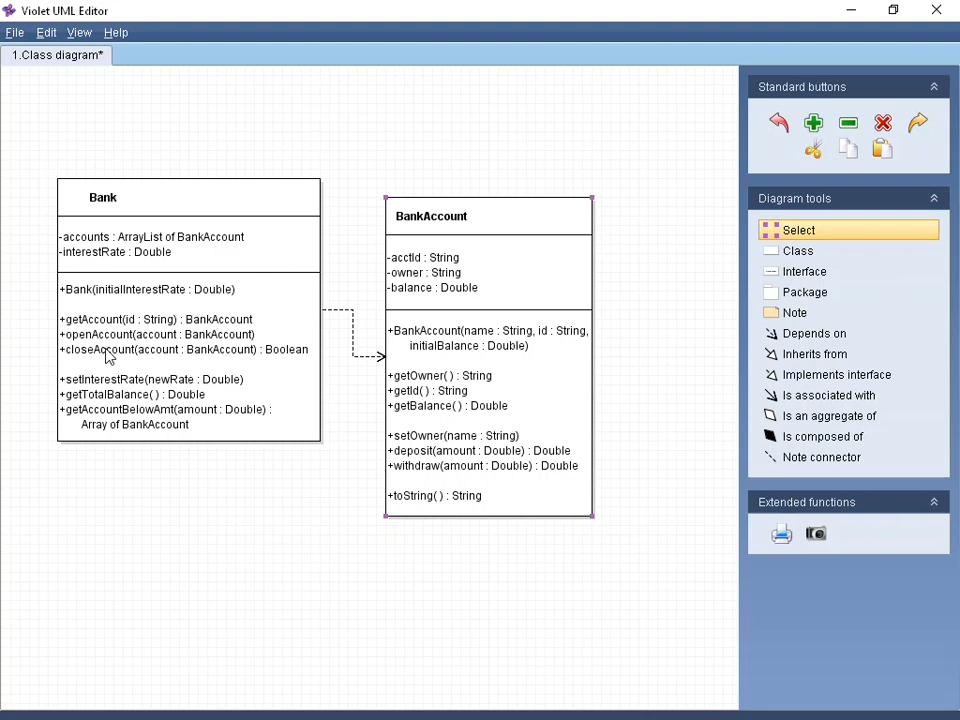 Violet UML Editor
File Edit View Help
1.Class diagram*
Bank
-accounts : ArrayList of BankAccount
-interestRate : Double
+Bank(initialInterestRate : Double)
+getAccount(id : String) : BankAccount
+openAccount(account : BankAccount)
+closeAccount(account : BankAccount) : Boolean
+setInterestRate(newRate : Double)
+getTotalBalance( ) : Double
+getAccountBelowAmt(amount : Double) :
Array of BankAccount
BankAccount
-acctId : String
-owner : String
-balance : Double
+BankAccount(name : String, id : String,
initialBalance : Double)
+getOwner( ) : String
+getId( ) : String
+getBalance( ) : Double
+setOwner(name : String)
+deposit(amount : Double) : Double
+withdraw(amount : Double) : Double
+toString( ) : String
Standard buttons
Diagram tools
Select
Class
Interface
Package
Note
Depends on
Inherits from
Implements interface
Is associated with
Is an aggregate of
Is composed of
Note connector
Extended functions